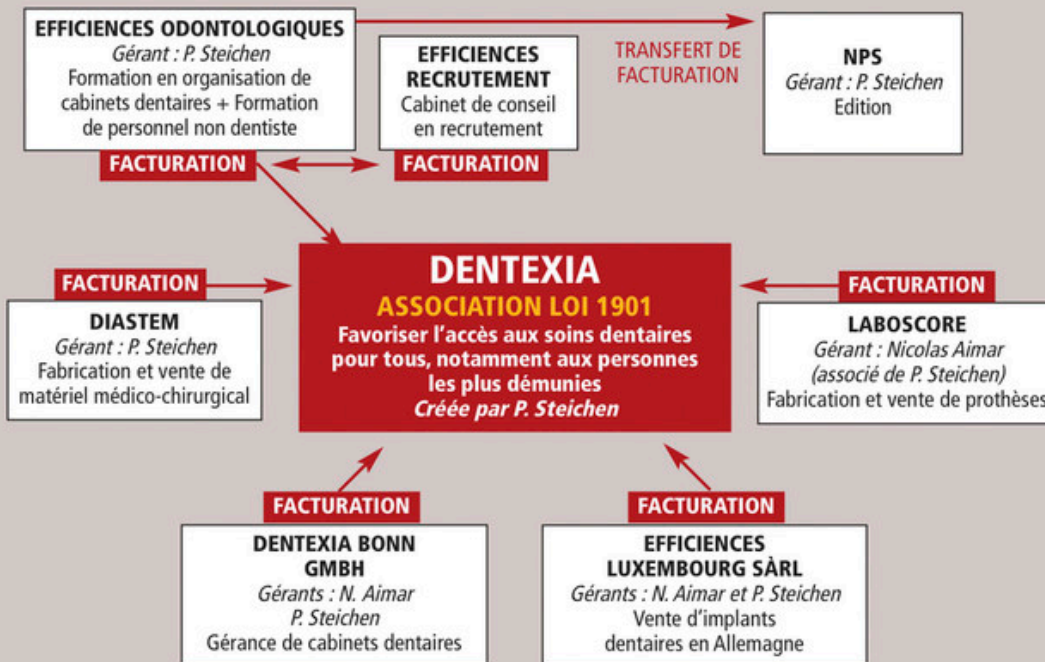 EFFICIENCES ODONTOLOGIQUES
Gérant : P. Steichen
Formation en organisation de
cabinets dentaires + Formation
de personnel non dentiste
FACTURATION
EFFICIENCES
RECRUTEMENT
Cabinet de conseil
en recrutement
FACTURATION
TRANSFERT DE
FACTURATION
NPS
Gérant : P. Steichen
Edition
DENTEXIA
ASSOCIATION LOI 1901
Favoriser l’accès aux soins dentaires
pour tous, notamment aux personnes
les plus démunies
Créée par P. Steichen
FACTURATION
DIASTEM
Gérant : P. Steichen
Fabrication et vente de
matériel médico-chirurgical
FACTURATION
LABOSCORE
Gérant : Nicolas Aimar
(associé de P. Steichen)
Fabrication et vente de prothèses
FACTURATION
DENTEXIA BONN
GMBH
Gérants : N. Aimar
P. Steichen
Gérance de cabinets dentaires
FACTURATION
EFFICIENCES
LUXEMBOURG SÀRL
Gérants : N. Aimar et P. Steichen
Vente d’implants
dentaires en Allemagne